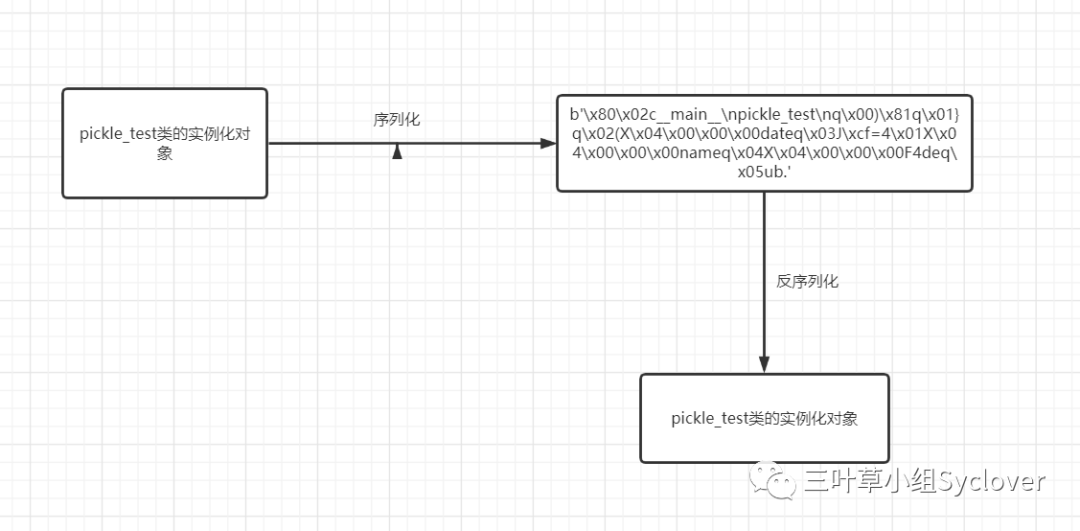 pickle_test类的实例化对
象
序列化
b'\x80\x02c__main__\npickle_test\nq\x00)\x81q\x01}
q\x02(X\x04\x00\x00\x00dateq\x03J\xcf=4\x01X\x0
4\x00\x00\x00nameq\x04X\x04\x00\x00\x00F4deq\
x05ub.'
反序列化
pickle_test类的实例化对象
三叶草小组Syclover